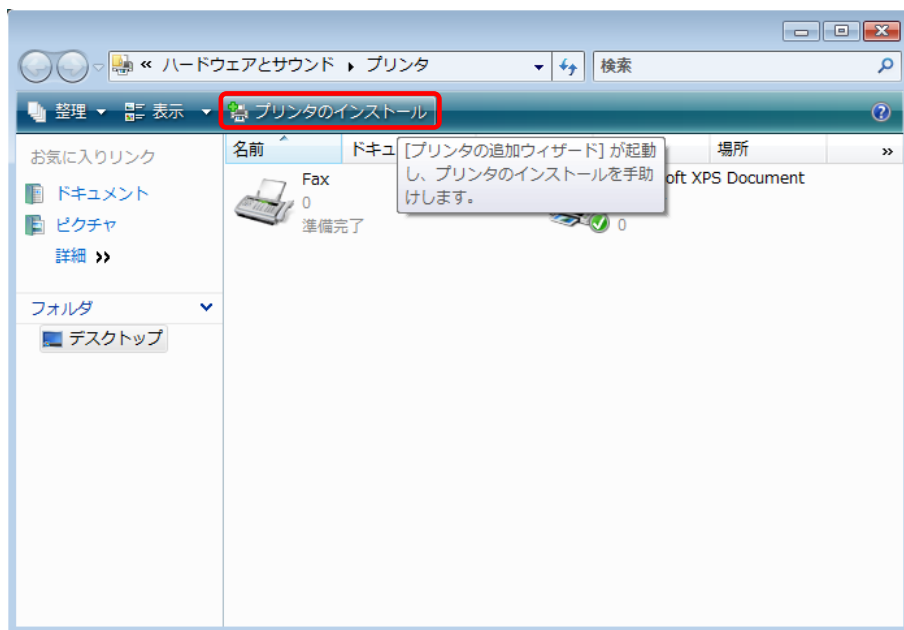 « ハードウェアとサウンド ▸ プリンタ
検索
整理 表示 プリンタのインストール
お気に入りリンク
ドキュメント
ピクチャ
詳細 »
フォルダ
デスクトップ
名前 ドキュ 場所 »
[プリンタの追加ウィザード] が起動
し、プリンタのインストールを手助
けします。
Fax
0
準備完了
oft XPS Document
0